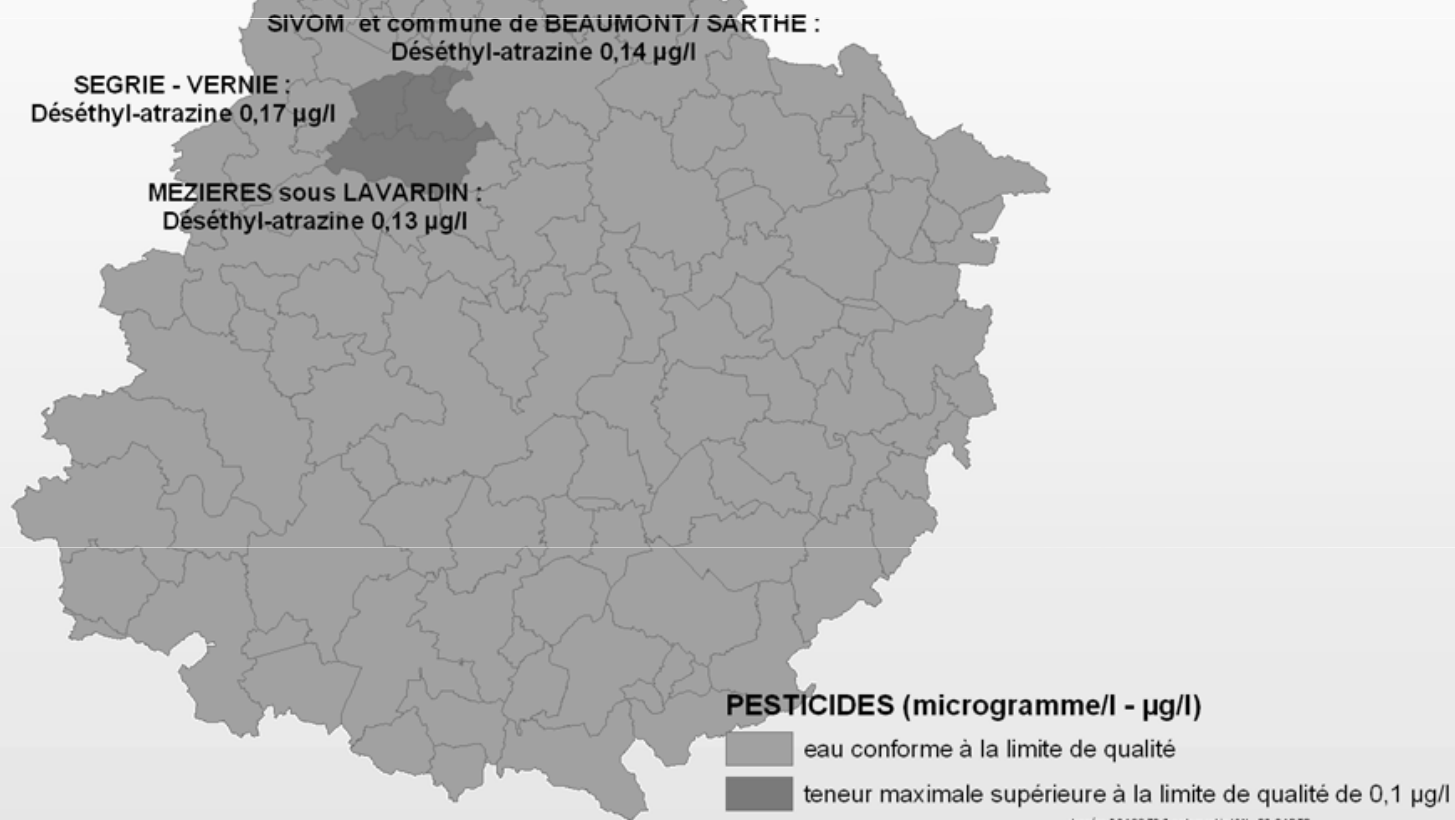 SIVOM et commune de BEAUMONT / SARTHE :
Déséthyl-atrazine 0,14 µg/l
SEGRIE - VERNIE :
Déséthyl-atrazine 0,17 µg/l
MEZIERES sous LAVARDIN :
Déséthyl-atrazine 0,13 µg/l
PESTICIDES (microgramme/l - µg/l)
eau conforme à la limite de qualité
teneur maximale supérieure à la limite de qualité de 0,1 µg/l